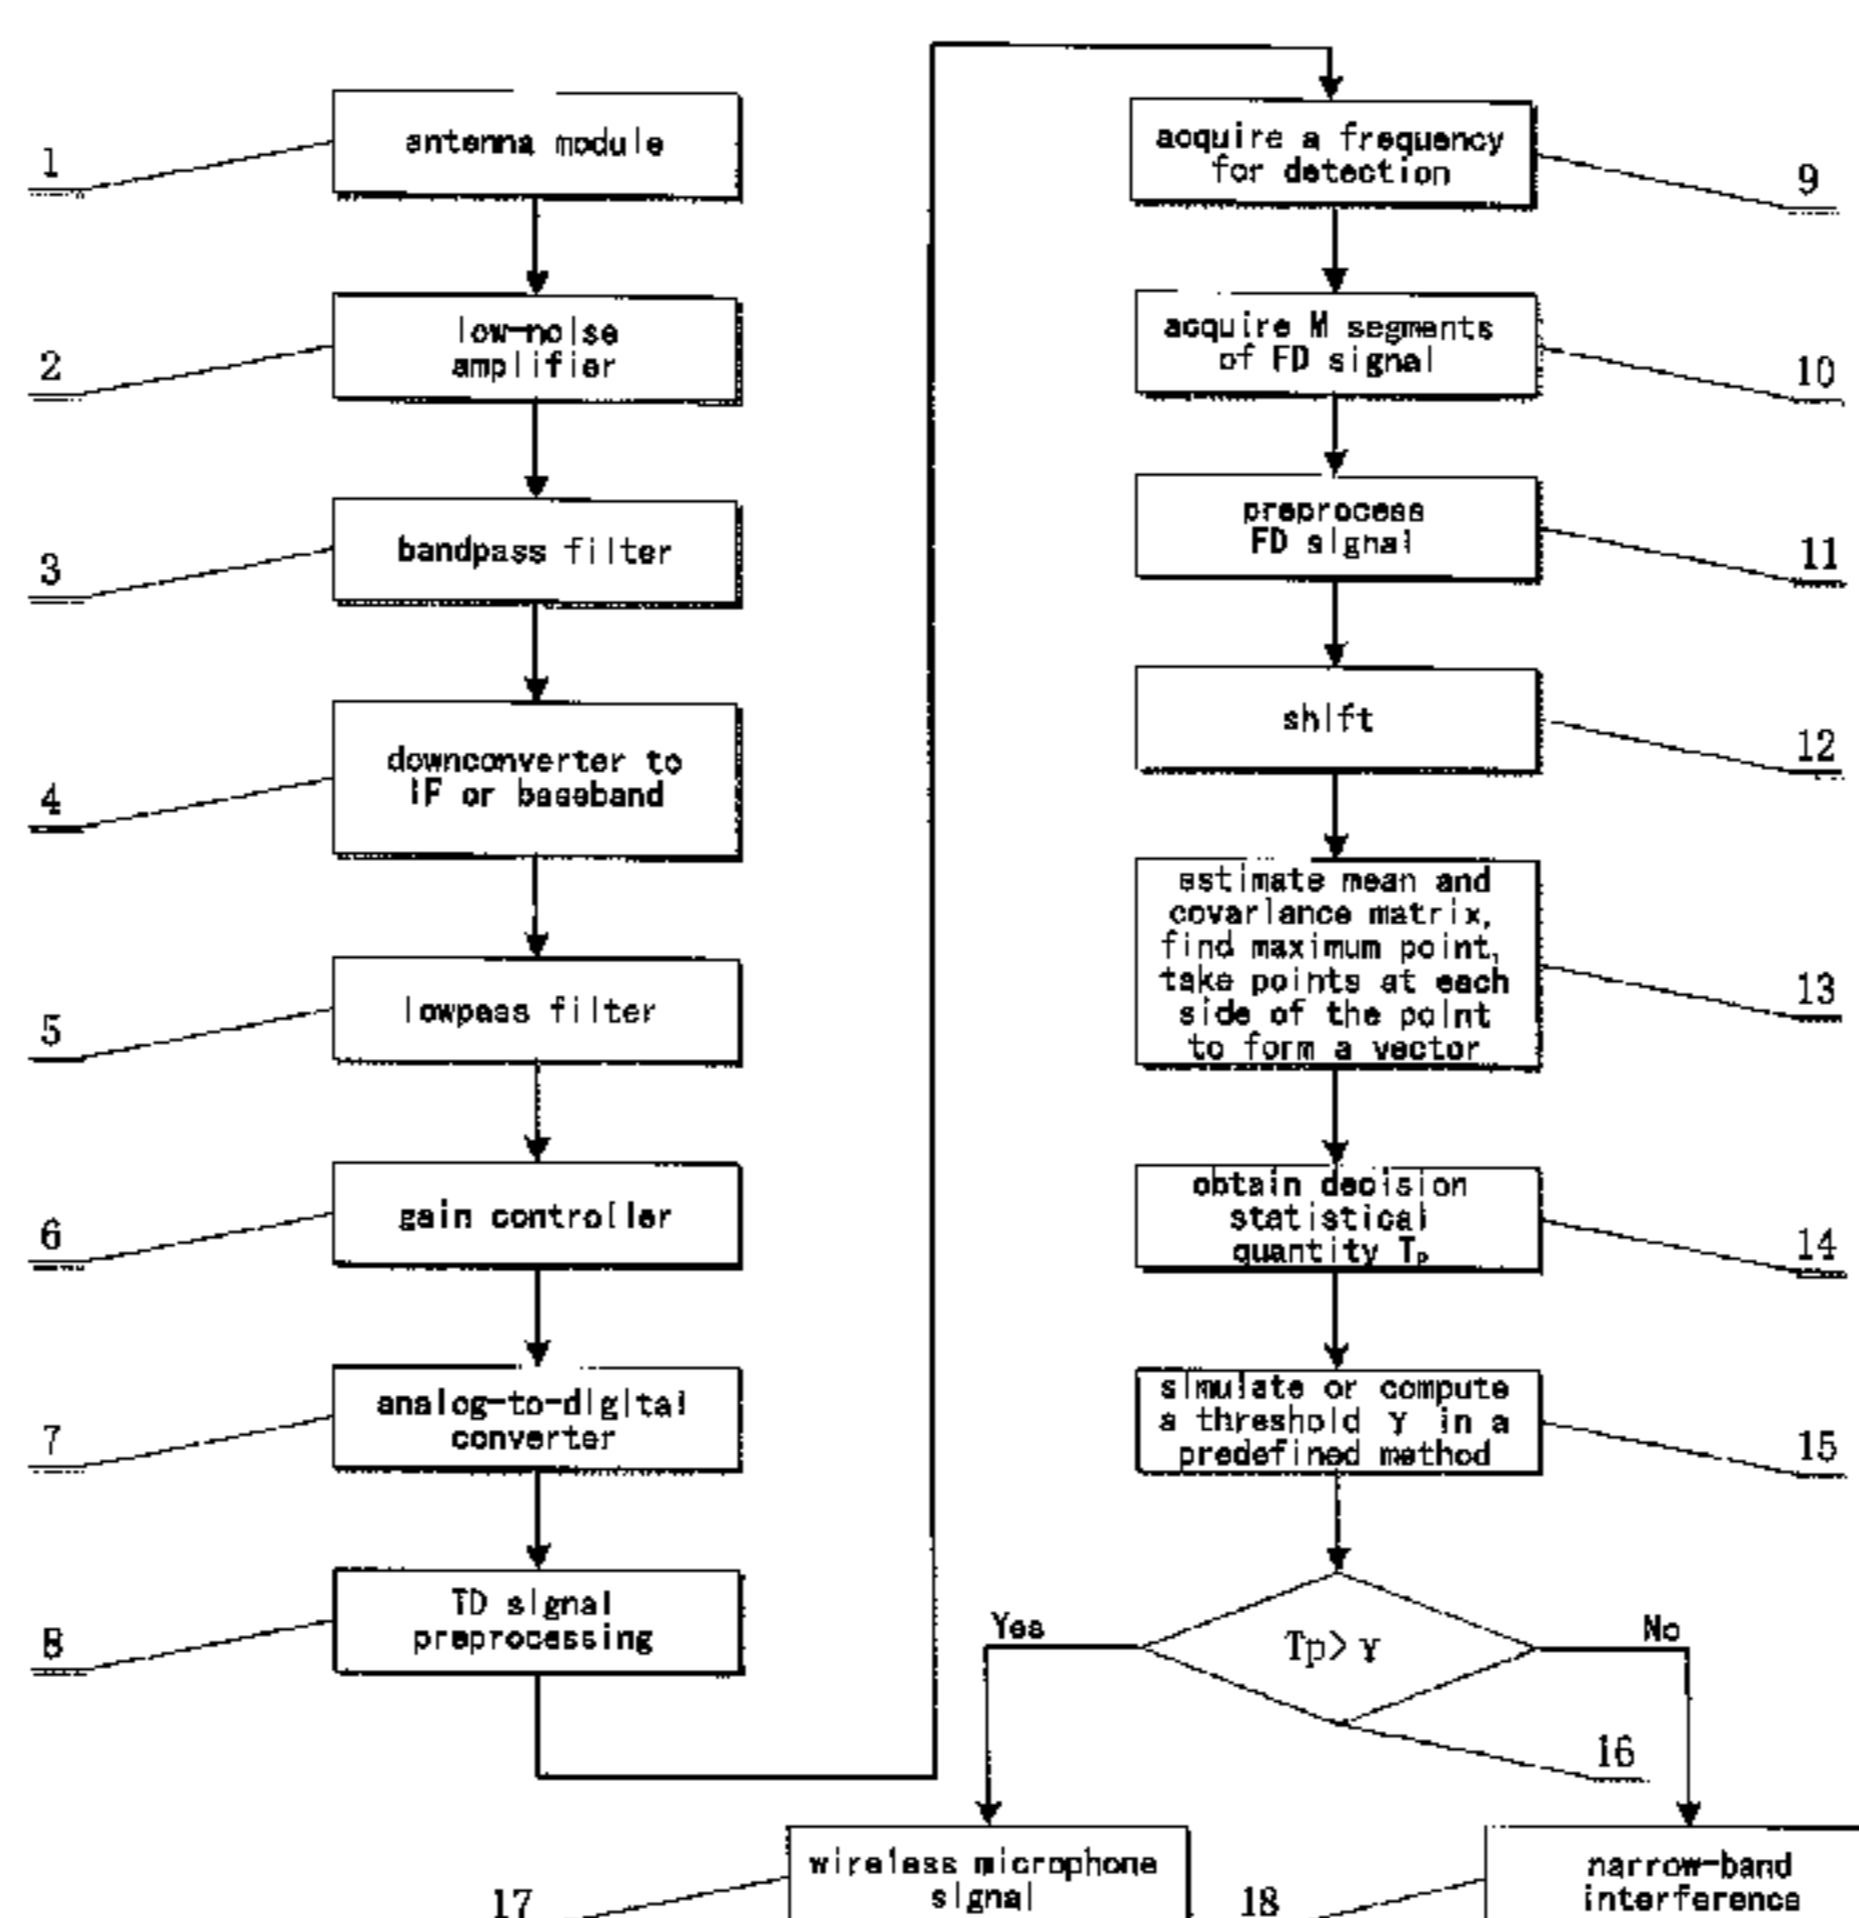 1
antenna module
2
low-noise
amplifier
3
bandpass filter
4
downconverter to
IF or baseband
5
lowpass filter
6
gain controller
7
analog-to-digital
converter
8
TD signal
preprocessing
acquire a frequency
for detection
9
acquire M segments
of FD signal
10
preprocess
FD signal
11
shift
12
estimate mean and
covariance matrix,
find maximum point,
take points at each
side of the point
to form a vector
13
obtain decision
statistical
quantity Tp
14
simulate or compute
a threshold γ in a
predefined method
15
Yes
Tp> γ
No
16
wireless microphone
signal
17
narrow-band
interference
18